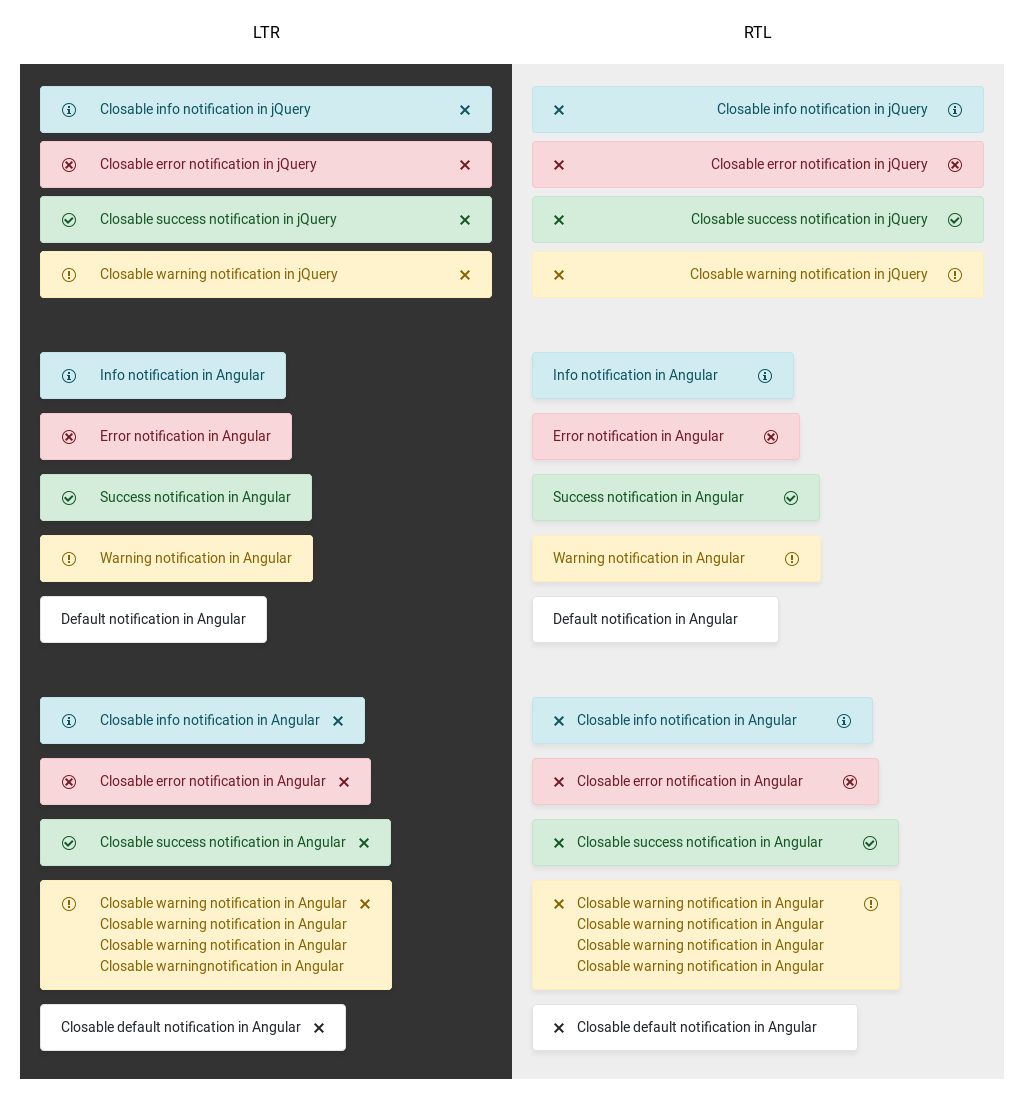 LTR
RTL
Closable info notification in jQuery
Closable error notification in jQuery
Closable success notification in jQuery
Closable warning notification in jQuery
Info notification in Angular
Error notification in Angular
Success notification in Angular
Warning notification in Angular
Default notification in Angular
Closable info notification in Angular
Closable error notification in Angular
Closable success notification in Angular
Closable warning notification in Angular
Closable warning notification in Angular
Closable warning notification in Angular
Closable warningnotification in Angular
Closable default notification in Angular
Closable info notification in jQuery
Closable error notification in jQuery
Closable success notification in jQuery
Closable warning notification in jQuery
Info notification in Angular
Error notification in Angular
Success notification in Angular
Warning notification in Angular
Default notification in Angular
Closable info notification in Angular
Closable error notification in Angular
Closable success notification in Angular
Closable warning notification in Angular
Closable warning notification in Angular
Closable warning notification in Angular
Closable warning notification in Angular
Closable default notification in Angular